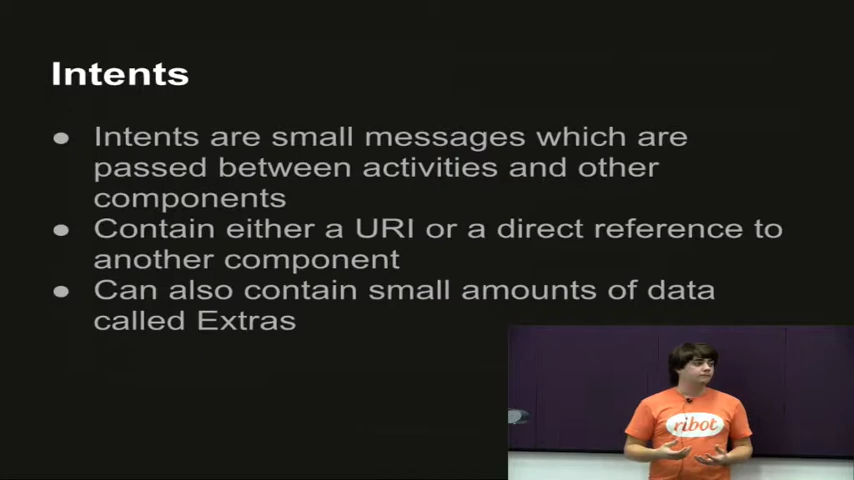 Intents
● Intents are small messages which are
passed between activities and other
components
● Contain either a URI or a direct reference to
another component
● Can also contain small amounts of data
called Extras
ribot